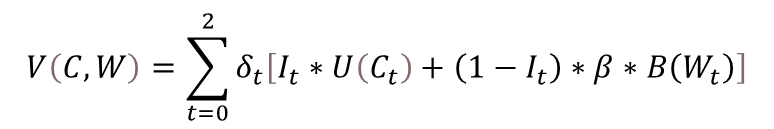 V(C, W) = ∑_{t=0}^{2} δ_t[I_t * U(C_t) + (1 − I_t) * β * B(W_t)]